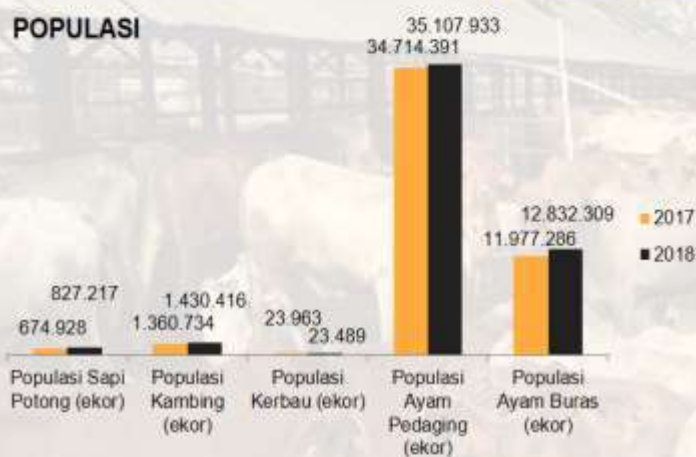 POPULASI
35.107.933
34.714.391
12.832.309
11.977.286
2017
2018
827.217
674.928
1.430.416
1.360.734
23.963
23.489
Populasi Sapi
Potong (ekor)
Populasi
Kambing
(ekor)
Populasi
Kerbau (ekor)
Populasi
Ayam
Pedaging
(ekor)
Populasi
Ayam Buras
(ekor)